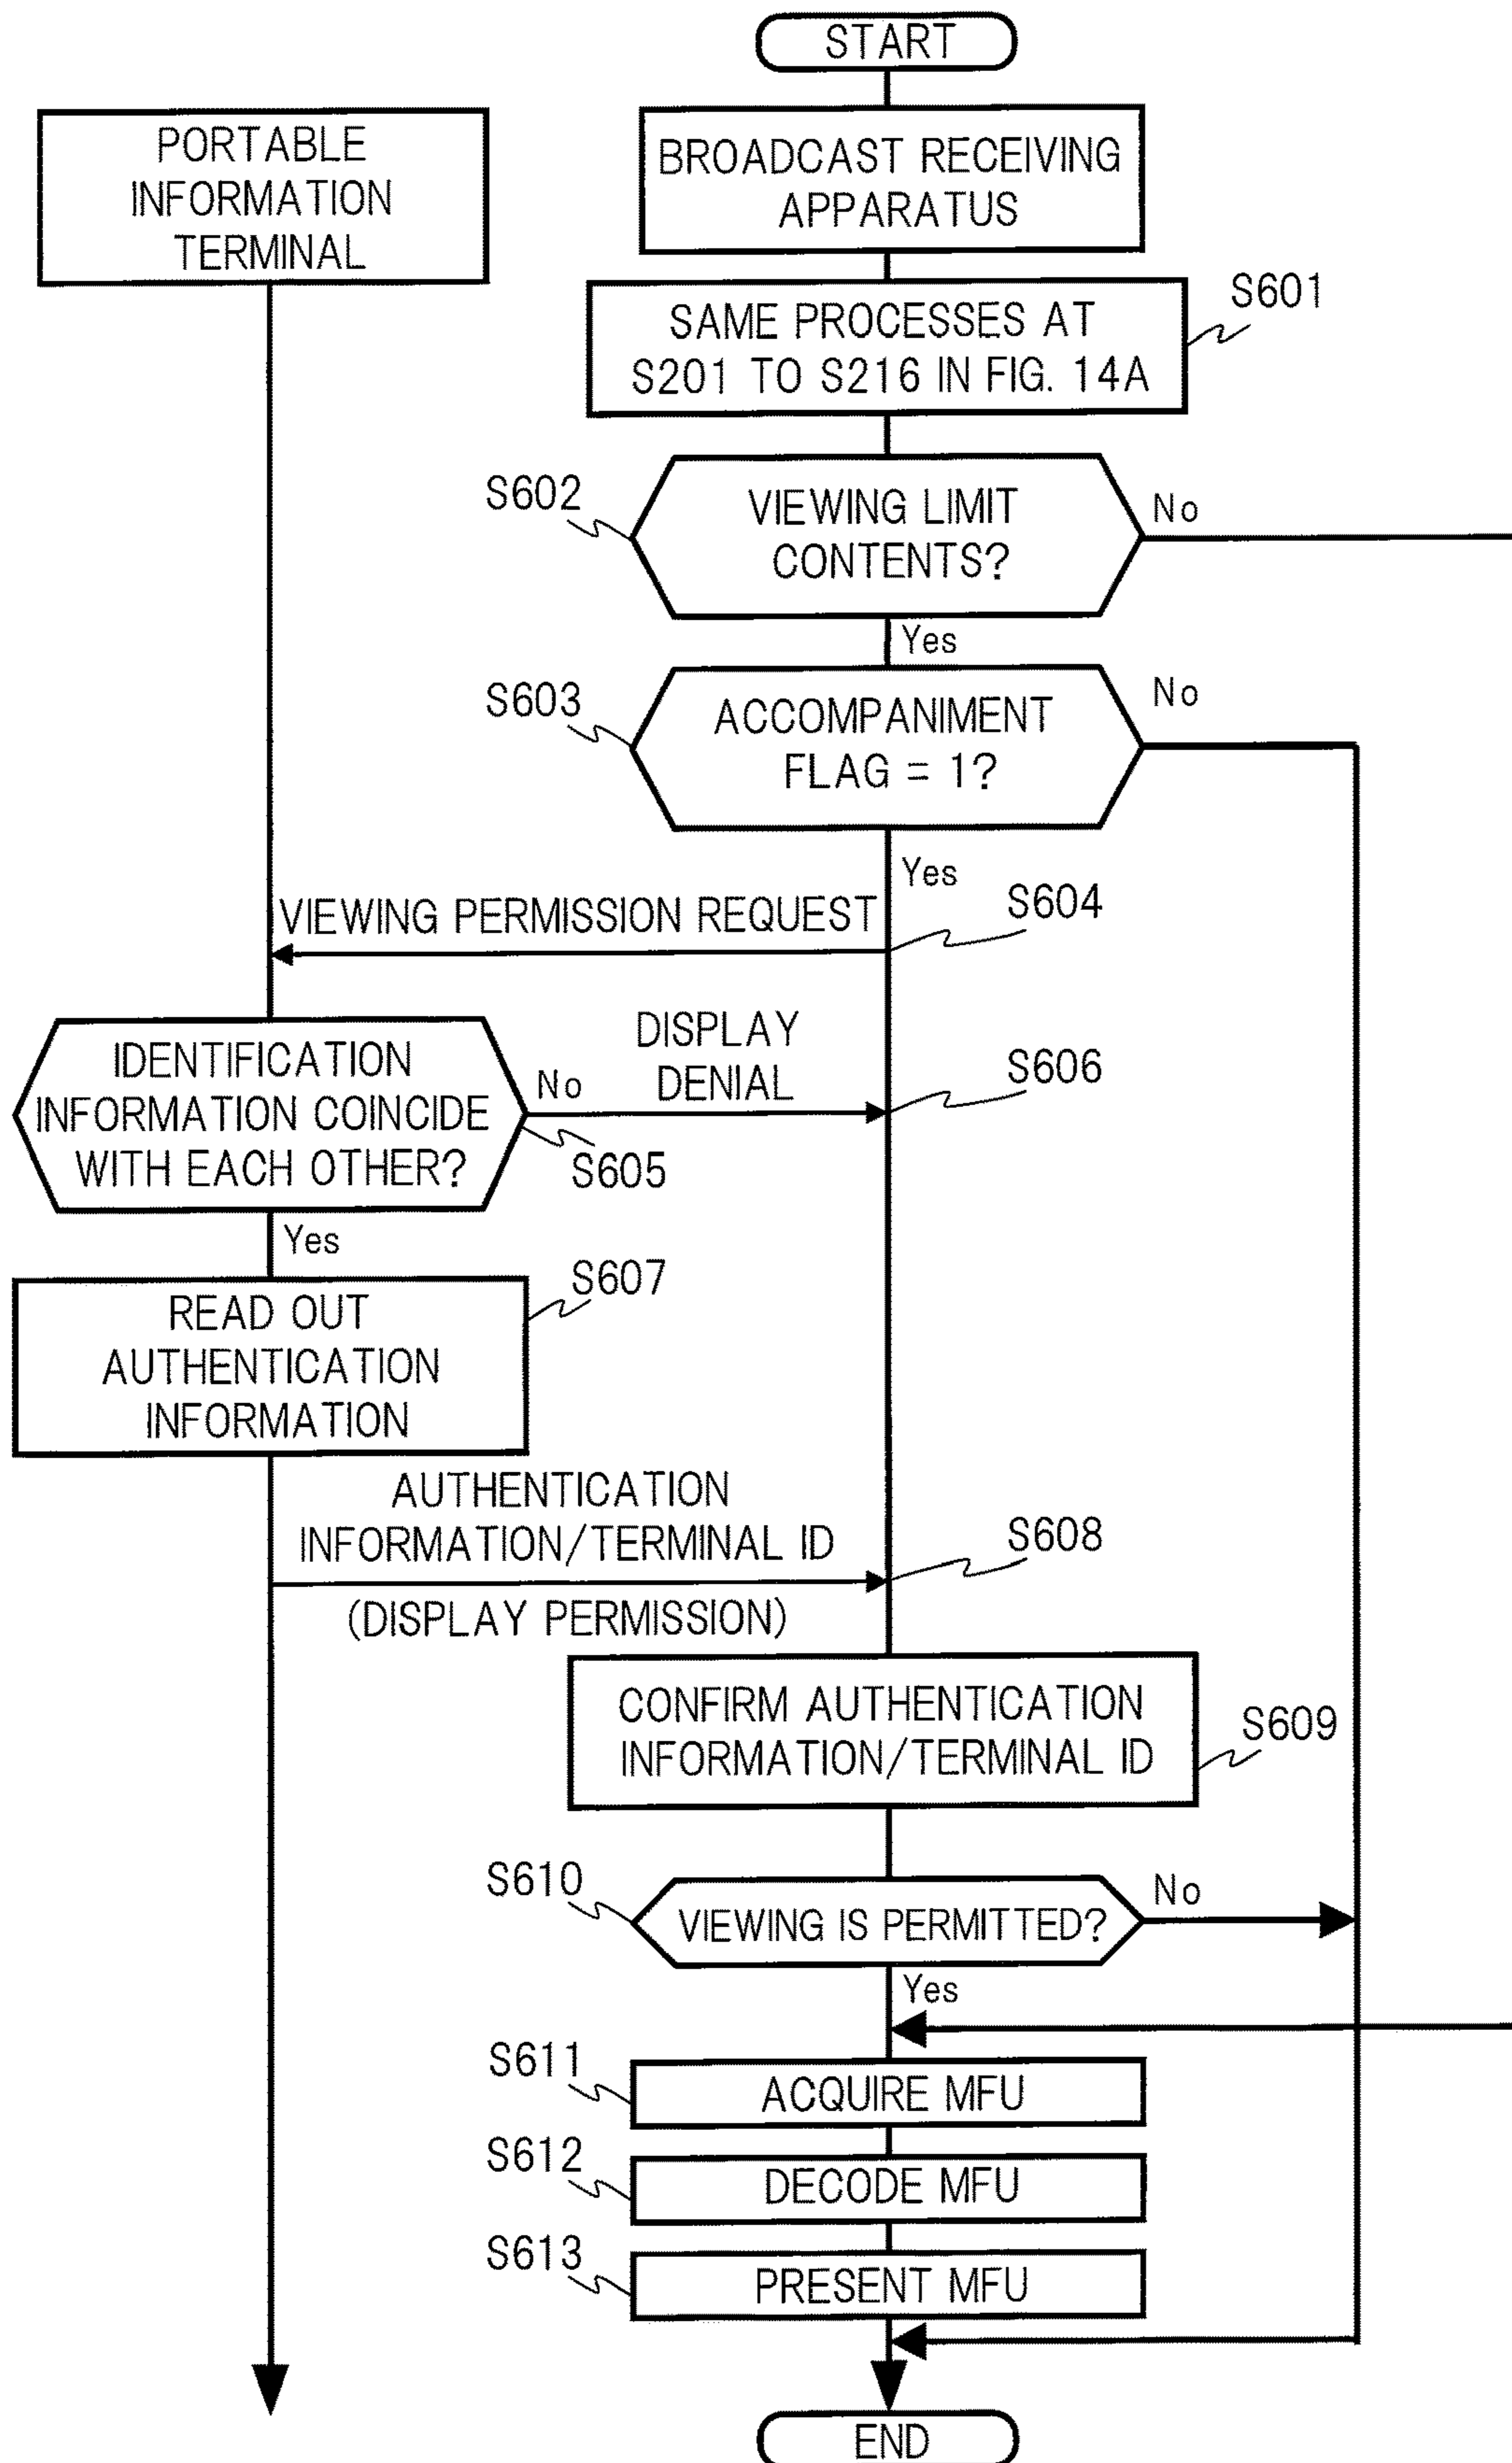 START
PORTABLE
INFORMATION
TERMINAL
BROADCAST RECEIVING
APPARATUS
SAME PROCESSES AT
S201 TO S216 IN FIG. 14A
S601
S602
VIEWING LIMIT
CONTENTS?
No
Yes
S603
ACCOMPANIMENT
FLAG = 1?
No
Yes
VIEWING PERMISSION REQUEST
S604
IDENTIFICATION
INFORMATION COINCIDE
WITH EACH OTHER?
No
DISPLAY
DENIAL
S606
S605
Yes
READ OUT
AUTHENTICATION
INFORMATION
S607
AUTHENTICATION
INFORMATION/TERMINAL ID
(DISPLAY PERMISSION)
S608
CONFIRM AUTHENTICATION
INFORMATION/TERMINAL ID
S609
S610
VIEWING IS PERMITTED?
No
Yes
S611
ACQUIRE MFU
S612
DECODE MFU
S613
PRESENT MFU
END